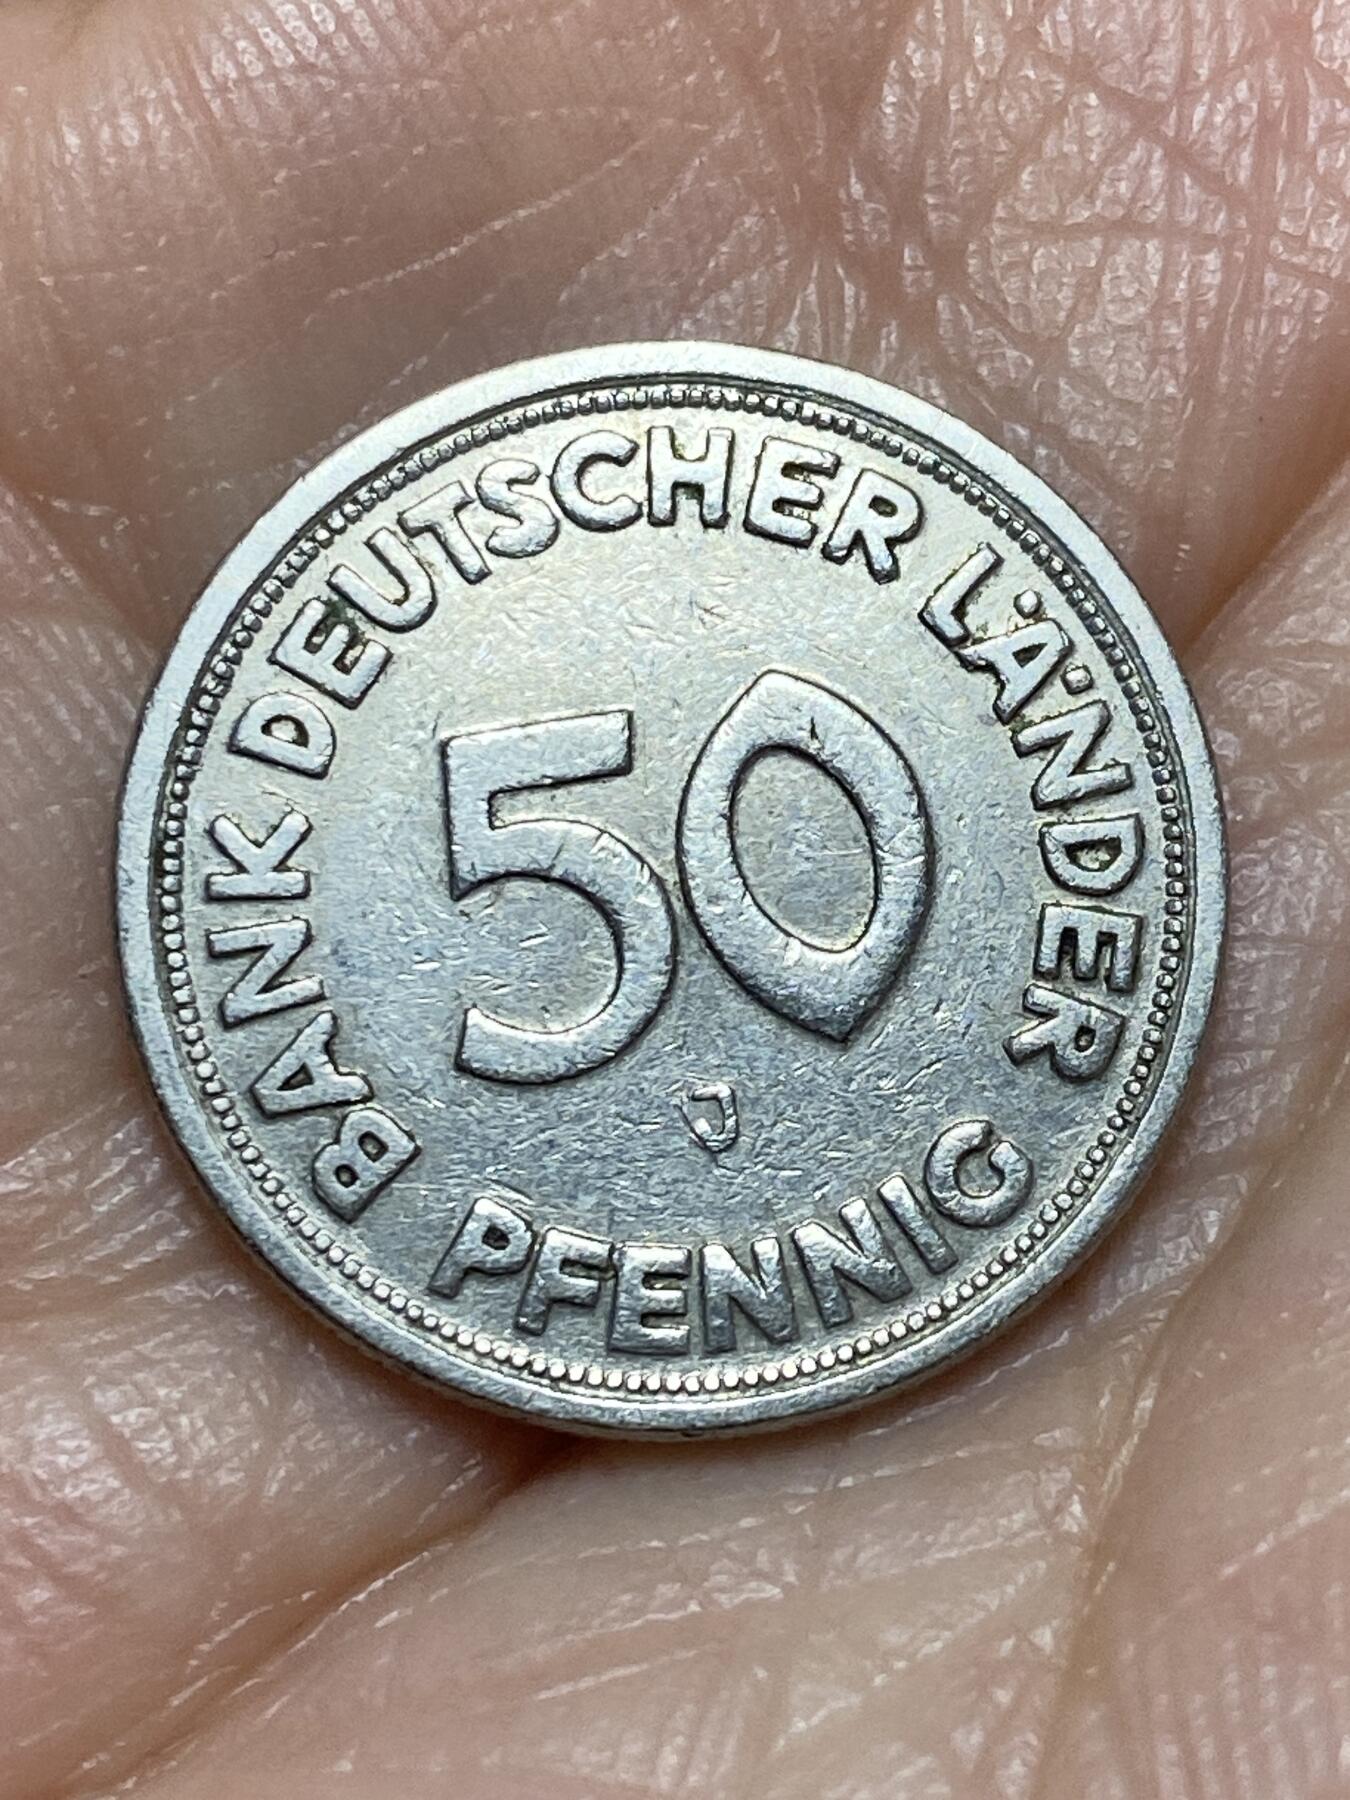 BANK DEUTSCHER LÄNDER
50
J
PFENNIG